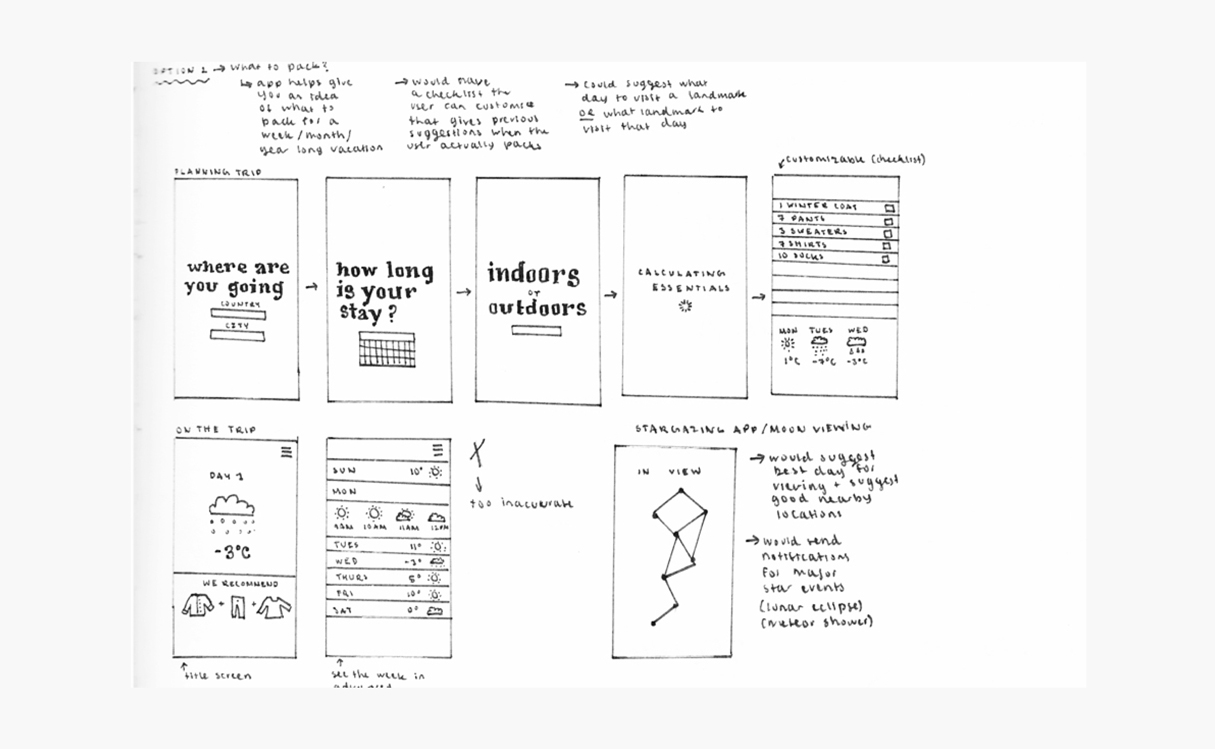 OPTION 1 → What to pack?
↳ app helps give
you an idea
of what to
pack for a
week/month/
year long vacation
→ would have
a checklist the
user can customize
that gives previous
suggestions when the
user actually packs
→ could suggest what
day to visit a landmark
or what landmark to
visit that day
PLANNING TRIP
where are
you going
COUNTRY
CITY
how long
is your
stay?
indoors
or
outdoors
CALCULATING
ESSENTIALS
customizable (checklist)
1 WINTER COAT
7 PANTS
3 SWEATERS
7 SHIRTS
10 SOCKS
MON TUES WED
1°C -7°C -3°C
ON THE TRIP
DAY 1
-3°C
WE RECOMMEND
+ +
title screen
SUN 10°
MON
9AM 10AM 11AM 12PM
TUES 11°
WED -2°
THURS 5°
FRI 10°
SAT 0°
see the week in
X
↓
too inaccurate
STARGAZING APP/MOON VIEWING
IN VIEW
→ would suggest
best day for
viewing + suggest
good nearby
locations
→ would send
notifications
for major
star events
(lunar eclipse)
(meteor shower)